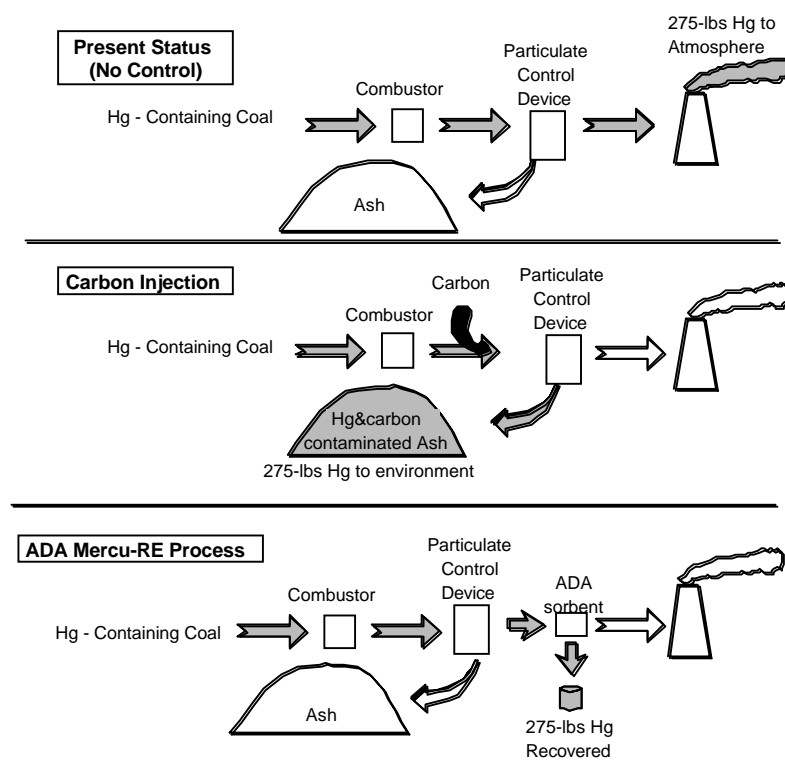 Present Status
(No Control)
Hg - Containing Coal
Combustor
Particulate
Control
Device
275-lbs Hg to
Atmosphere
Ash
Carbon Injection
Hg - Containing Coal
Combustor
Carbon
Particulate
Control
Device
Hg&carbon
contaminated Ash
275-lbs Hg to environment
ADA Mercu-RE Process
Hg - Containing Coal
Combustor
Particulate
Control
Device
ADA
sorbent
Ash
275-lbs Hg
Recovered